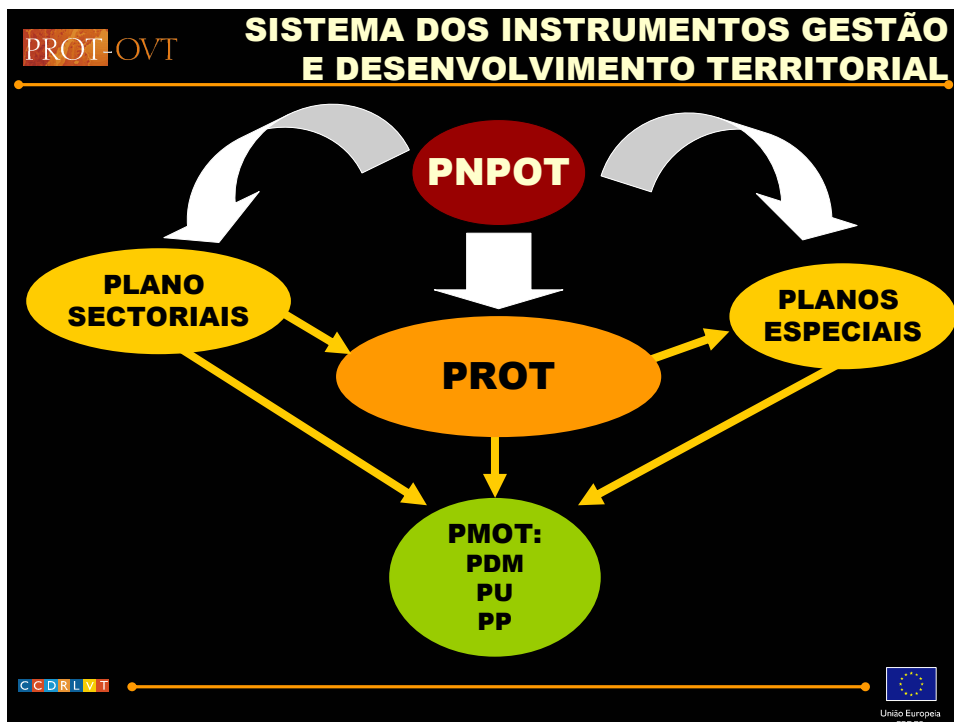 PROT-OVT
SISTEMA DOS INSTRUMENTOS GESTÃO
E DESENVOLVIMENTO TERRITORIAL
PNPOT
PLANO
SECTORIAIS
PLANOS
ESPECIAIS
PROT
PMOT:
PDM
PU
PP
CCDRLVT
União Europeia